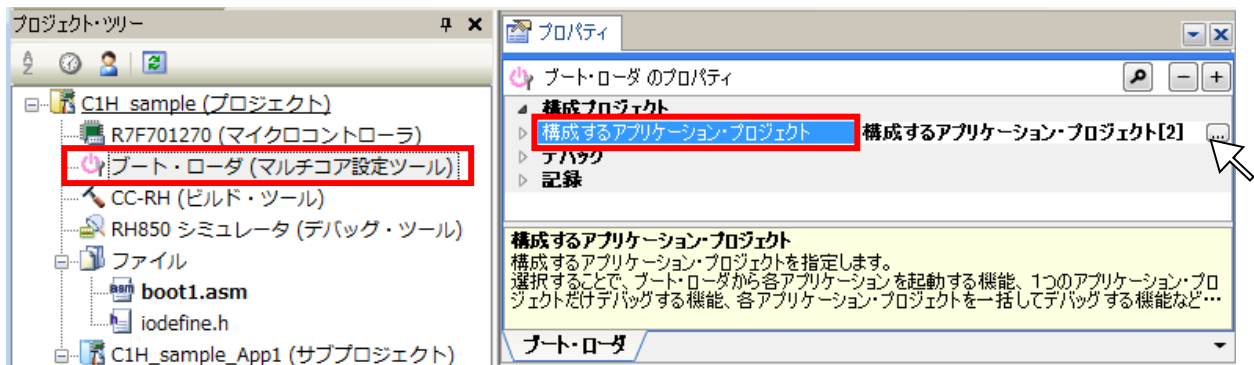 プロジェクト・ツリー
C1H_sample (プロジェクト)
R7F701270 (マイクロコントローラ)
ブート・ローダ (マルチコア設定ツール)
CC-RH (ビルド・ツール)
RH850 シミュレータ (デバッグ・ツール)
ファイル
boot1.asm
iodefine.h
C1H_sample_App1 (サブプロジェクト)
プロパティ
ブート・ローダ のプロパティ
構成プロジェクト
構成するアプリケーション・プロジェクト 構成するアプリケーション・プロジェクト[2] ...
デバッグ
記録
構成するアプリケーション・プロジェクト
構成するアプリケーション・プロジェクトを指定します。
選択することで、ブート・ローダから各アプリケーションを起動する機能、1つのアプリケーション・プロ
ジェクトだけデバッグする機能、各アプリケーション・プロジェクトを一括してデバッグする機能など…
ブート・ローダ